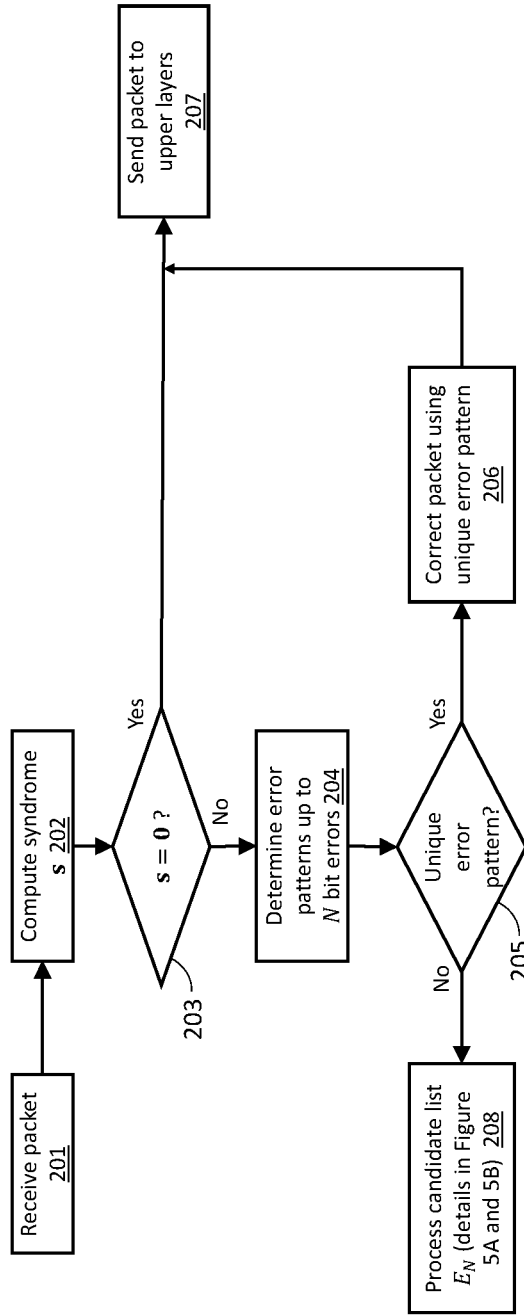 Receive packet
201
Compute syndrome
s 202
s = 0 ?
203
Yes
No
Send packet to
upper layers
207
Determine error
patterns up to
N bit errors 204
Unique
error
pattern?
205
Yes
No
Correct packet using
unique error pattern
206
Process candidate list
E_N (details in Figure
5A and 5B) 208